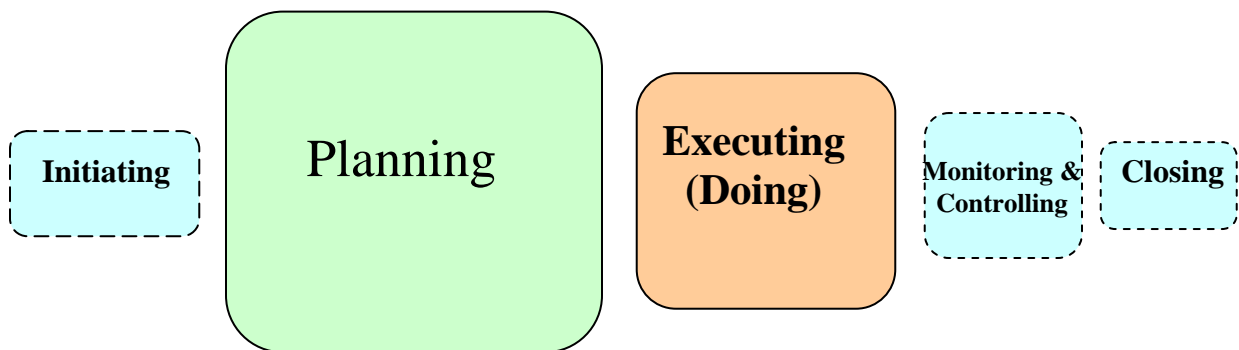 Initiating
Planning
Executing
(Doing)
Monitoring &
Controlling
Closing